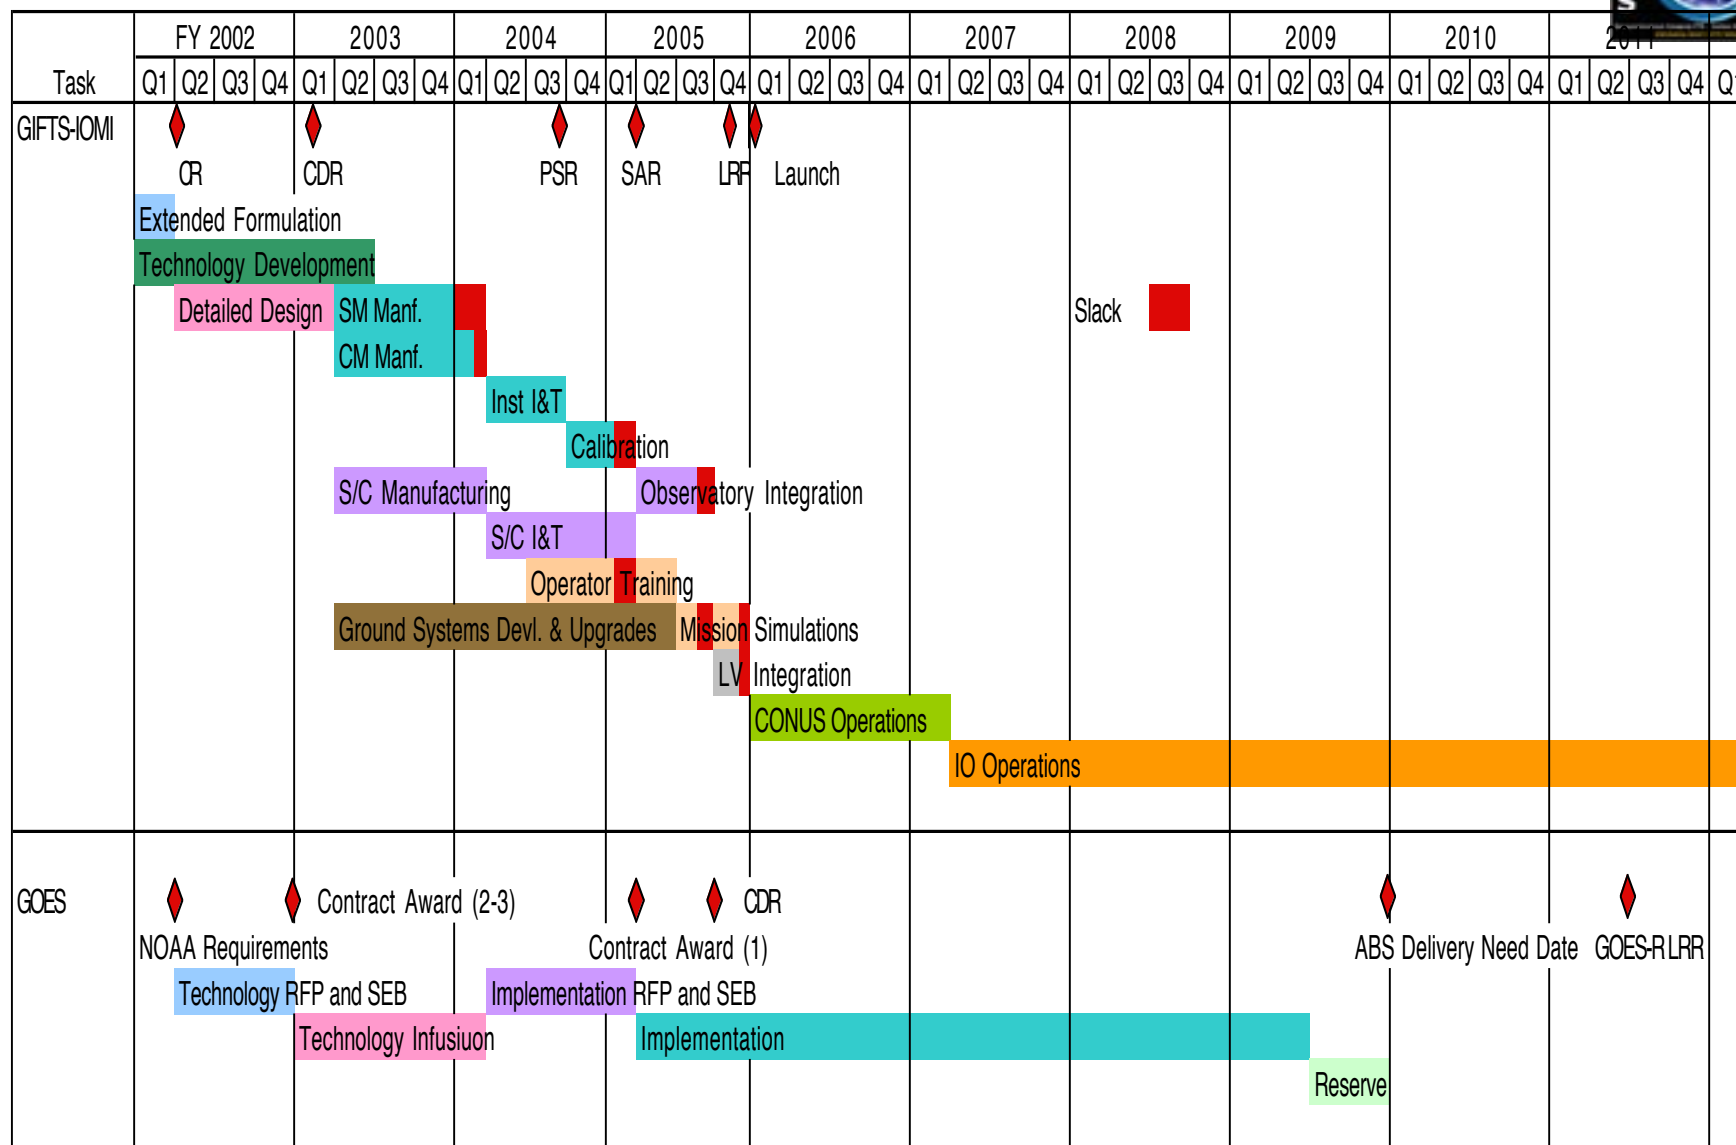 S
FY 2002 2003 2004 2005 2006 2007 2008 2009 2010 2011
Task Q1 Q2 Q3 Q4 Q1 Q2 Q3 Q4 Q1 Q2 Q3 Q4 Q1 Q2 Q3 Q4 Q1 Q2 Q3 Q4 Q1 Q2 Q3 Q4 Q1 Q2 Q3 Q4 Q1 Q2 Q3 Q4 Q1 Q2 Q3 Q4 Q1 Q2 Q3 Q4
GIFTS-IOMI
CR CDR PSR SAR LRR Launch
Extended Formulation
Technology Development
Detailed Design SM Manf. Slack
CM Manf.
Inst I&T
Calibration
S/C Manufacturing Observatory Integration
S/C I&T
Operator Training
Ground Systems Devl. & Upgrades Mission Simulations
LV Integration
CONUS Operations
IO Operations
GOES Contract Award (2-3) CDR
NOAA Requirements Contract Award (1) ABS Delivery Need Date GOES-R LRR
Technology RFP and SEB Implementation RFP and SEB
Technology Infusiuon Implementation
Reserve